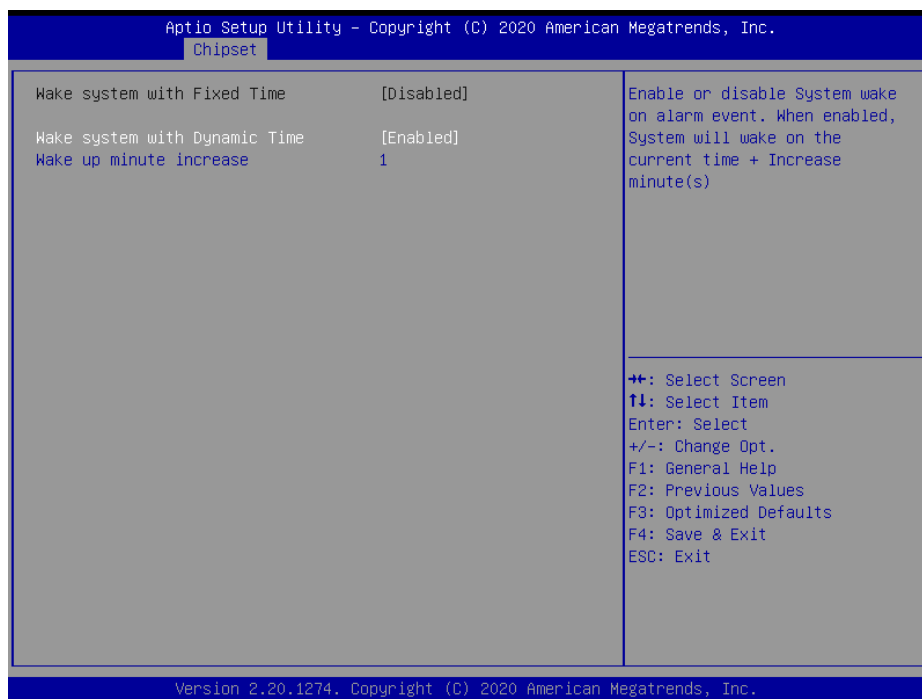 Aptio Setup Utility – Copyright (C) 2020 American Megatrends, Inc.
Chipset
Wake system with Fixed Time [Disabled]
Wake system with Dynamic Time [Enabled]
Wake up minute increase 1
Enable or disable System wake
on alarm event. When enabled,
System will wake on the
current time + Increase
minute(s)
→←: Select Screen
↑↓: Select Item
Enter: Select
+/-: Change Opt.
F1: General Help
F2: Previous Values
F3: Optimized Defaults
F4: Save & Exit
ESC: Exit
Version 2.20.1274. Copyright (C) 2020 American Megatrends, Inc.